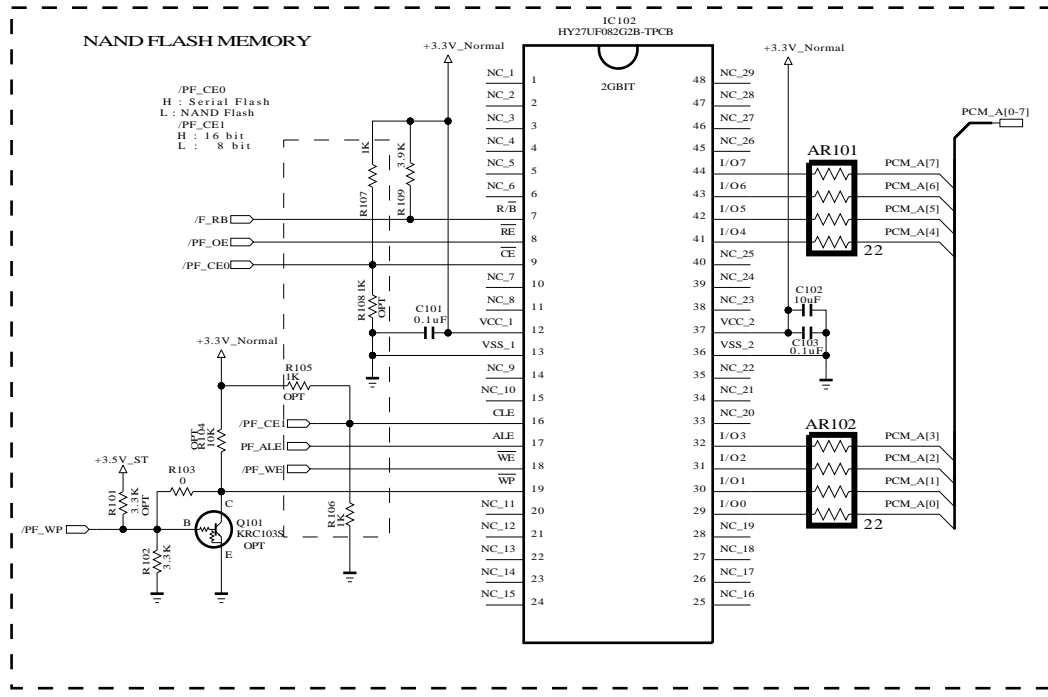 NAND FLASH MEMORY
/PF_CE0
H : Serial Flash
L : NAND Flash
/PF_CE1
H : 16 bit
L : 8 bit
IC102
HY27UF082G2B-TPCB
2GBIT
+3.3V_Normal
+3.3V_Normal
PCM_A[0-7]
NC_1
1
NC_2
2
NC_3
3
NC_4
4
NC_5
5
NC_6
6
R/B
7
RE
8
CE
9
NC_7
10
NC_8
11
VCC_1
12
VSS_1
13
NC_9
14
NC_10
15
CLE
16
ALE
17
WE
18
WP
19
NC_11
20
NC_12
21
NC_13
22
NC_14
23
NC_15
24
48
NC_29
47
NC_28
46
NC_27
45
NC_26
44
I/O7
43
I/O6
42
I/O5
41
I/O4
40
NC_25
39
NC_24
38
NC_23
37
VCC_2
36
VSS_2
35
NC_22
34
NC_21
33
NC_20
32
I/O3
31
I/O2
30
I/O1
29
I/O0
28
NC_19
27
NC_18
26
NC_17
25
NC_16
AR101
22
PCM_A[7]
PCM_A[6]
PCM_A[5]
PCM_A[4]
C102
10uF
C103
0.1uF
AR102
22
PCM_A[3]
PCM_A[2]
PCM_A[1]
PCM_A[0]
R107
1K
R109
3.9K
/F_RB
/PF_OE
/PF_CE0
R108 1K
OPT
C101
0.1uF
+3.3V_Normal
R105
1K
OPT
/PF_CE1
PF_ALE
/PF_WE
R104
10K
OPT
+3.5V_ST
R101
3.3K
OPT
R103
0
/PF_WP
R102
3.3K
B
C
E
Q101
KRC103S
OPT
R106
1K